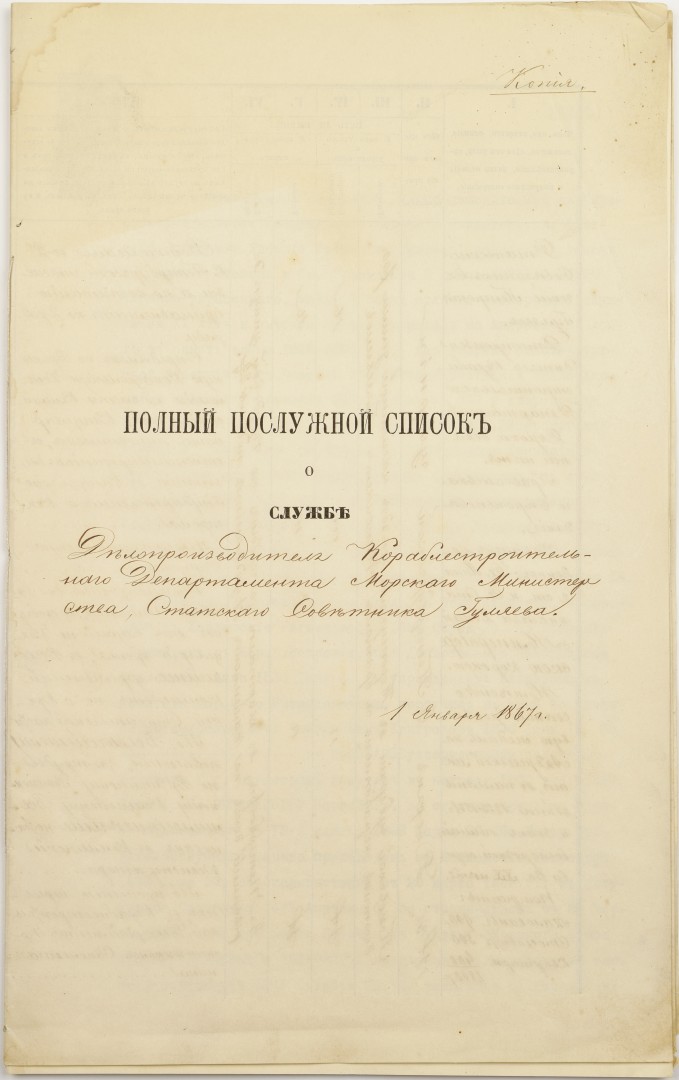 Копія.
ПОЛНЫЙ ПОСЛУЖНОЙ СПИСОКЪ
О
СЛУЖБѢ
Дѣлопроизводителя Кораблестроитель-
наго Департамента Морскаго Министер
ства, Статскаго Совѣтника Гуляева.
1 Января 1867 г.